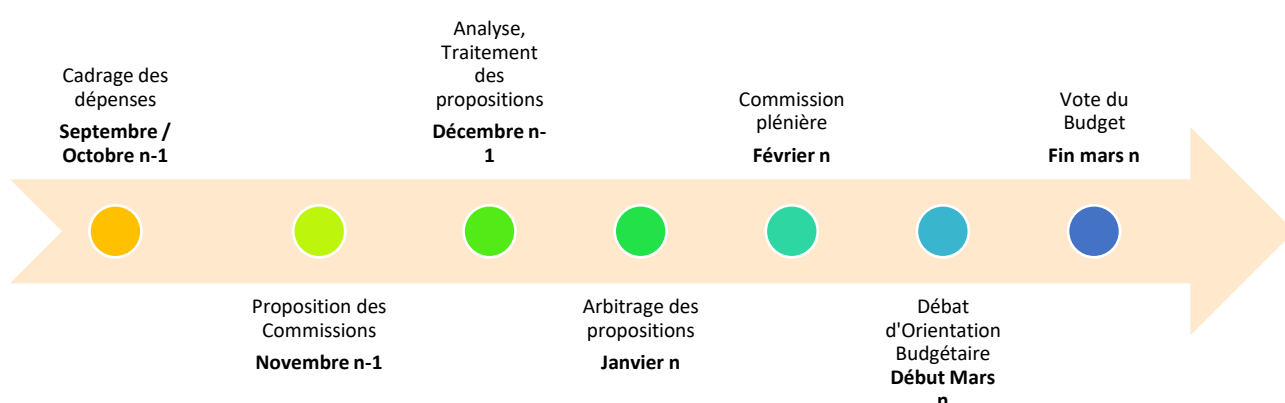 Cadrage des
dépenses
Septembre /
Octobre n-1
Proposition des
Commissions
Novembre n-1
Analyse,
Traitement
des
propositions
Décembre n-
1
Arbitrage des
propositions
Janvier n
Commission
plénière
Février n
Débat
d'Orientation
Budgétaire
Début Mars
n
Vote du
Budget
Fin mars n